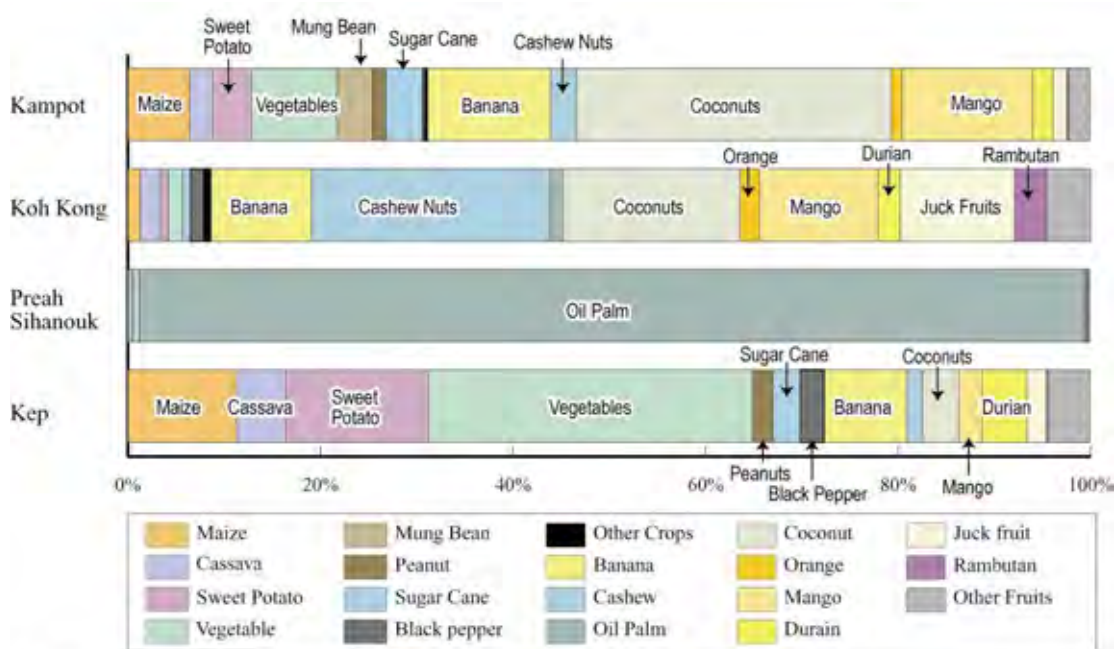 Sweet
Potato
Mung Bean
Sugar Cane
Cashew Nuts
Kampot
Maize
Vegetables
Banana
Coconuts
Mango
Orange
Durian
Rambutan
Koh Kong
Banana
Cashew Nuts
Coconuts
Mango
Juck Fruits
Preah
Sihanouk
Oil Palm
Sugar Cane
Coconuts
Kep
Maize
Cassava
Sweet
Potato
Vegetables
Banana
Durian
Peanuts
Black Pepper
Mango
0% 20% 40% 60% 80% 100%
Maize Mung Bean Other Crops Coconut Juck fruit
Cassava Peanut Banana Orange Rambutan
Sweet Potato Sugar Cane Cashew Mango Other Fruits
Vegetable Black pepper Oil Palm Durain